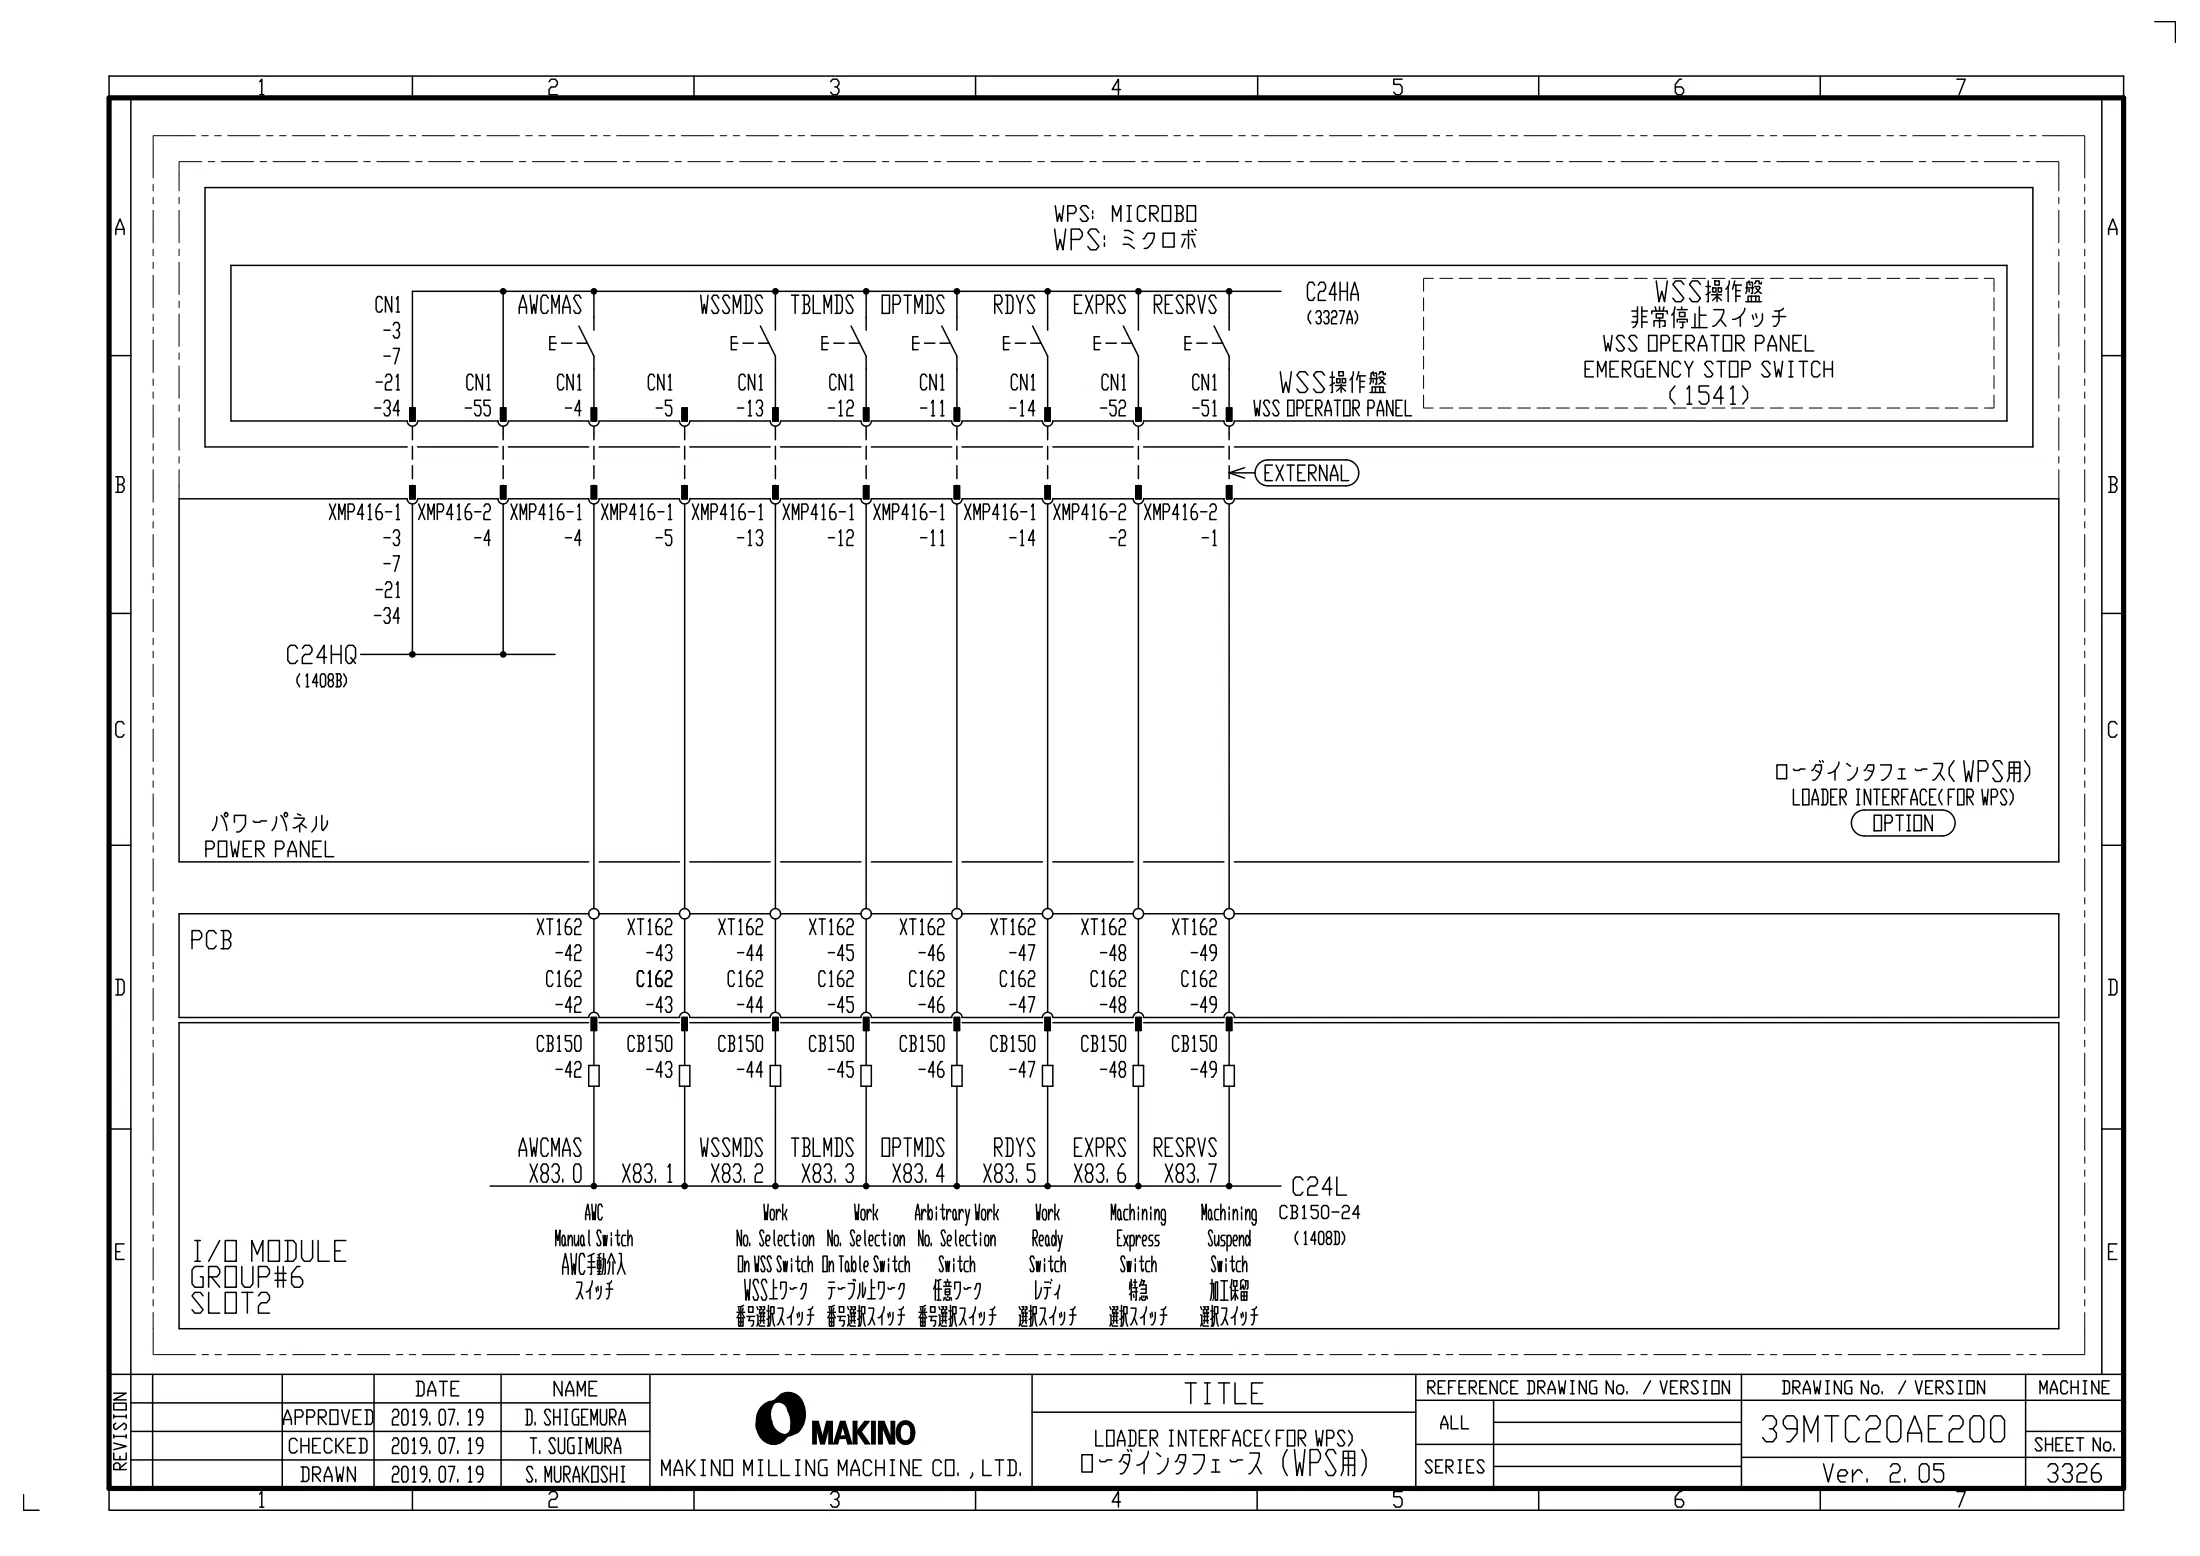 1 2 3 4 5 6 7
A A
WPS: MICROBO
WPS: ミクロボ
CN1 AWCMAS WSSMDS TBLMDS OPTMDS RDYS EXPRS RESRVS C24HA
-3 (3327A)
-7 E E E E E E E
-21 CN1 CN1 CN1 CN1 CN1 CN1 CN1 CN1 CN1
-34 -55 -4 -5 -13 -12 -11 -14 -52 -51
WSS操作盤
WSS OPERATOR PANEL
WSS操作盤
非常停止スイッチ
WSS OPERATOR PANEL
EMERGENCY STOP SWITCH
(1541)
B EXTERNAL B
XMP416-1 XMP416-2 XMP416-1 XMP416-1 XMP416-1 XMP416-1 XMP416-1 XMP416-1 XMP416-2 XMP416-2
-3 -4 -4 -5 -13 -12 -11 -14 -2 -1
-7
-21
-34
C24HQ
(1408B)
C C
ローダインタフェース(WPS用)
LOADER INTERFACE(FOR WPS)
OPTION
パワーパネル
POWER PANEL
PCB
XT162 XT162 XT162 XT162 XT162 XT162 XT162 XT162
-42 -43 -44 -45 -46 -47 -48 -49
C162 C162 C162 C162 C162 C162 C162 C162
-42 -43 -44 -45 -46 -47 -48 -49
D D
CB150 CB150 CB150 CB150 CB150 CB150 CB150 CB150
-42 -43 -44 -45 -46 -47 -48 -49
AWCMAS WSSMDS TBLMDS OPTMDS RDYS EXPRS RESRVS
X83.0 X83.1 X83.2 X83.3 X83.4 X83.5 X83.6 X83.7
C24L
CB150-24
(1408D)
E E
I/O MODULE
GROUP#6
SLOT2
AWC
Manual Switch
AWC手動介入
スイッチ
Work
No. Selection
On WSS Switch
WSS上ワーク
番号選択スイッチ
Work
No. Selection
On Table Switch
テーブル上ワーク
番号選択スイッチ
Arbitrary Work
No. Selection
Switch
任意ワーク
番号選択スイッチ
Work
Ready
Switch
レディ
選択スイッチ
Machining
Express
Switch
特急
選択スイッチ
Machining
Suspend
Switch
加工保留
選択スイッチ
REVISION
DATE NAME
APPROVED 2019.07.19 D. SHIGEMURA
CHECKED 2019.07.19 T. SUGIMURA
DRAWN 2019.07.19 S. MURAKOSHI
MAKINO
MAKINO MILLING MACHINE CO.,LTD.
TITLE
LOADER INTERFACE(FOR WPS)
ローダインタフェース (WPS用)
REFERENCE DRAWING No. / VERSION
ALL
SERIES
DRAWING No. / VERSION
39MTC20AE200
Ver. 2.05
MACHINE
SHEET No.
3326
1 2 3 4 5 6 7